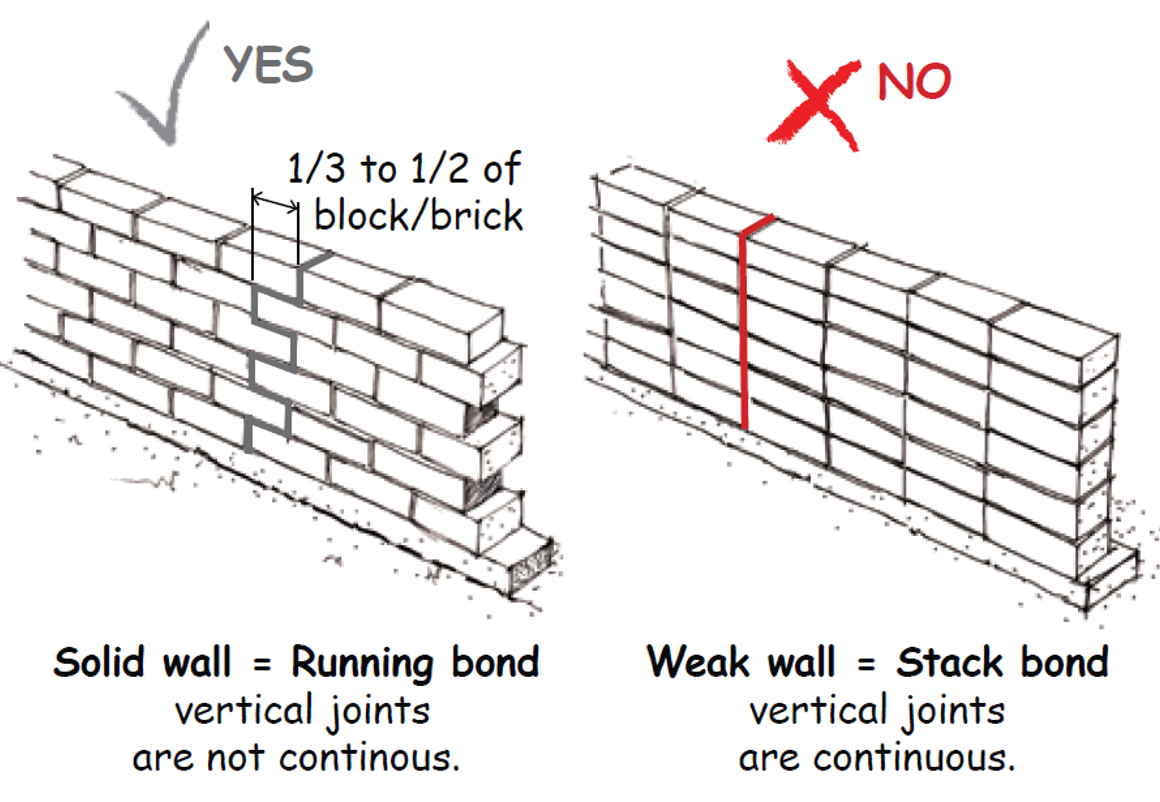 YES
1/3 to 1/2 of
block/brick
Solid wall = Running bond
vertical joints
are not continous.
NO
Weak wall = Stack bond
vertical joints
are continuous.